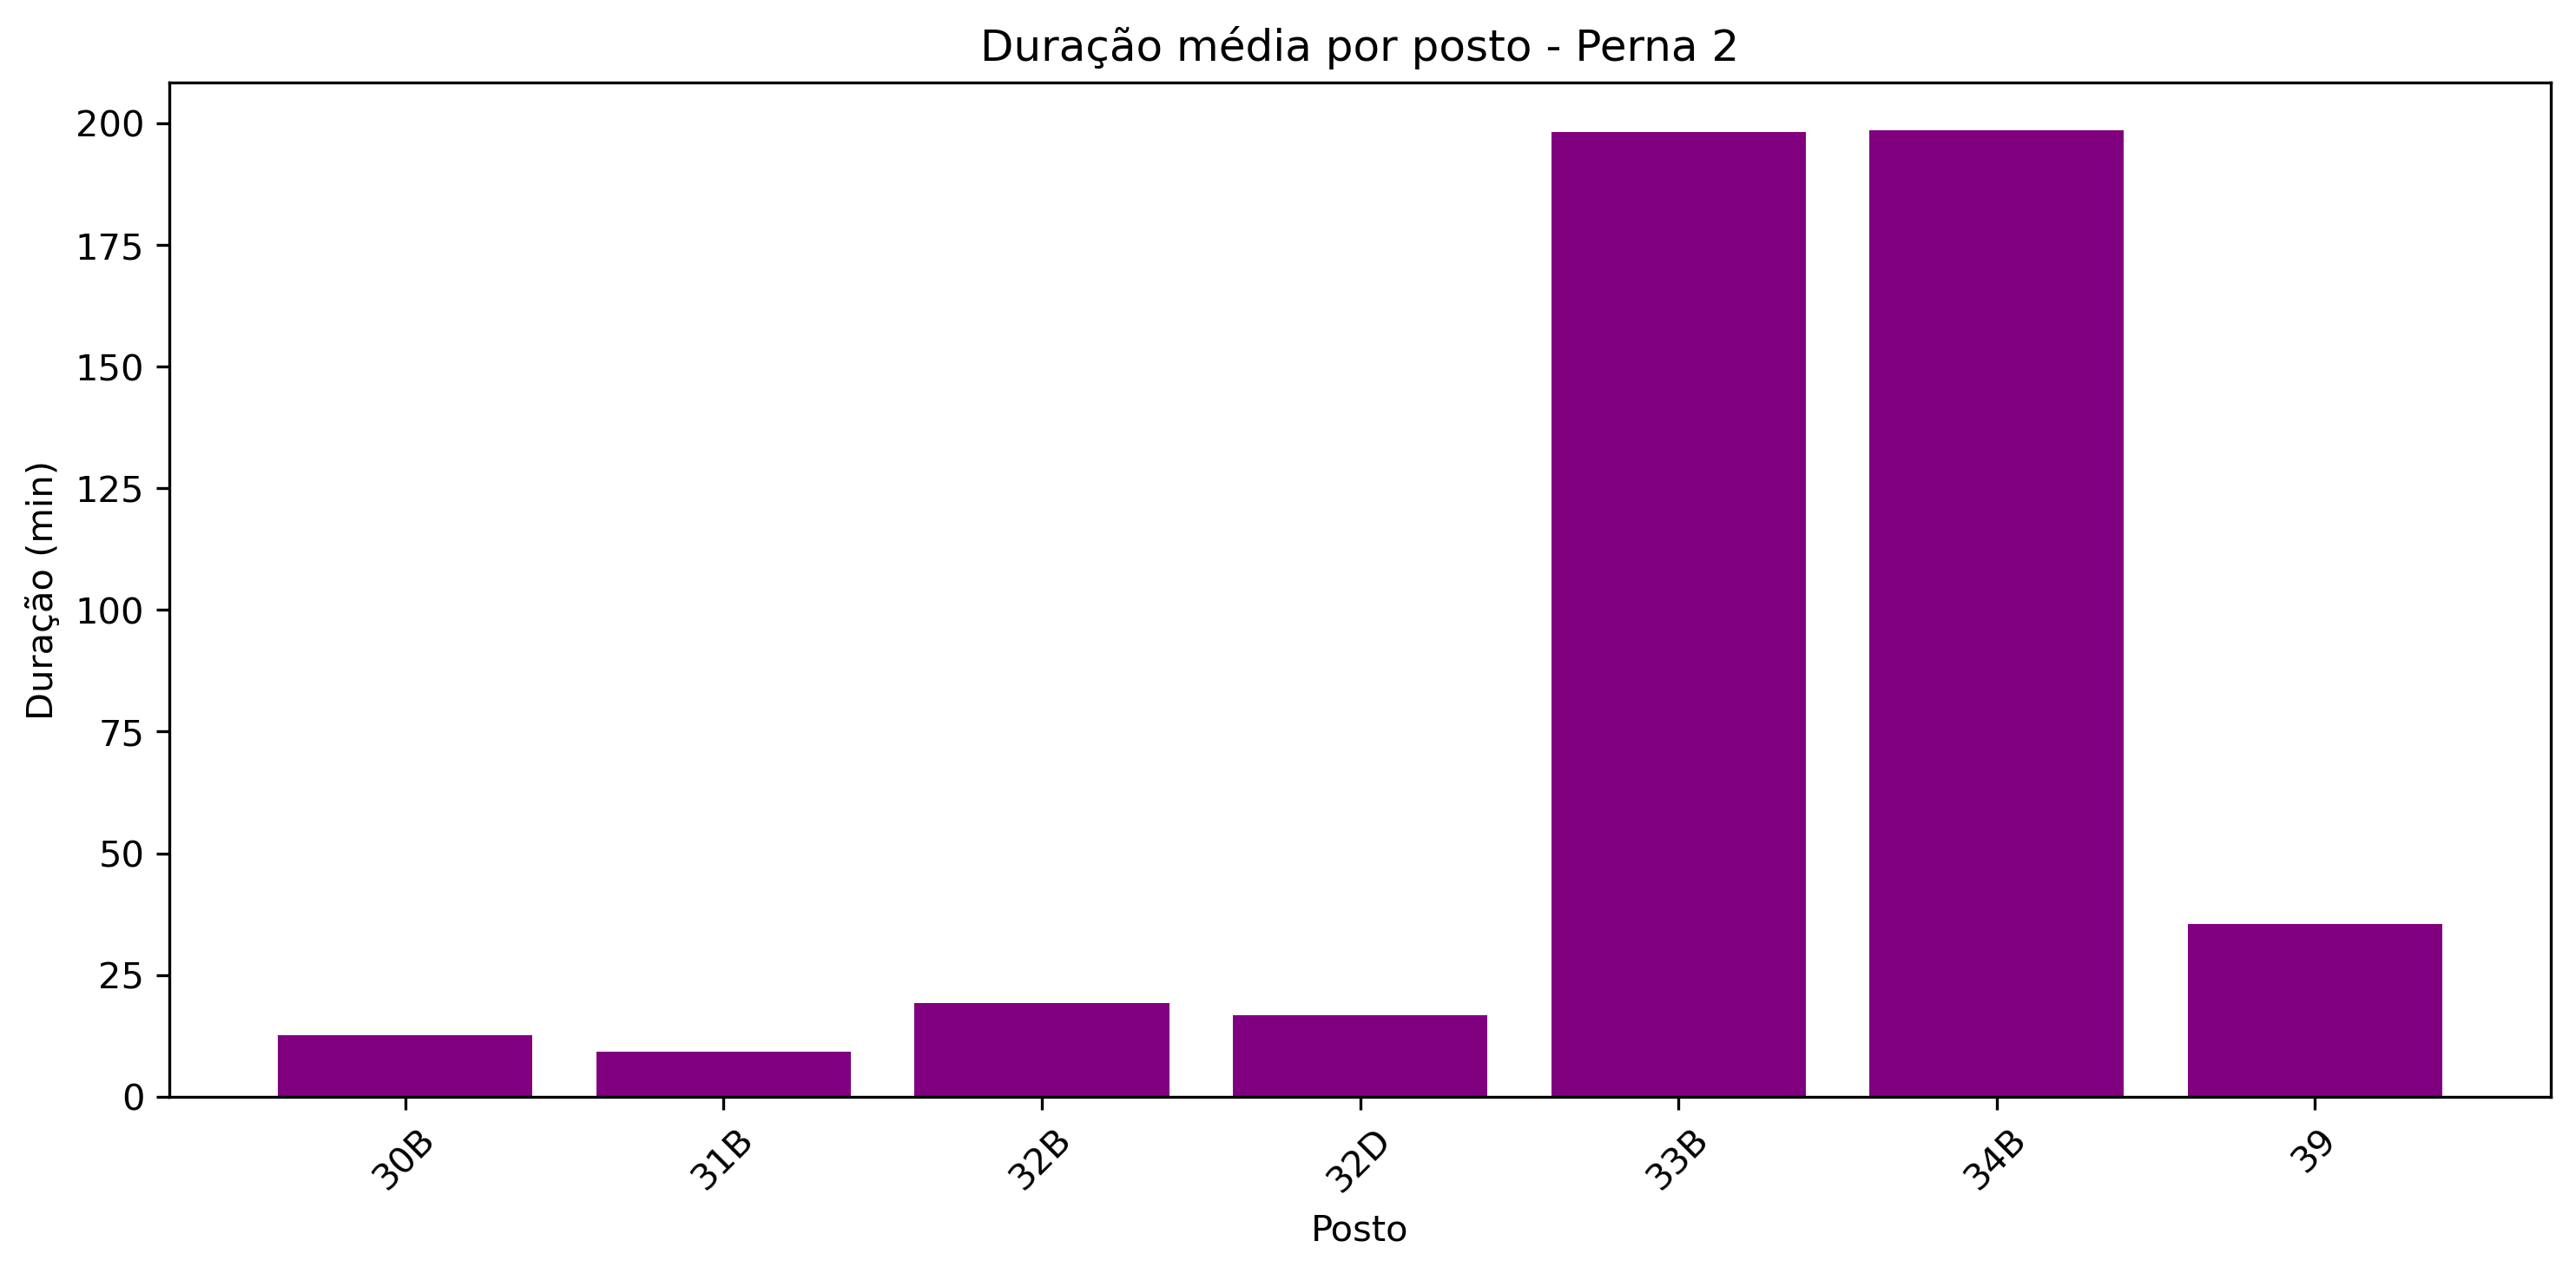 Duração média por posto - Perna 2
Duração (min)
200
175
150
125
100
75
50
25
0
30B
31B
32B
32D
33B
34B
39
Posto